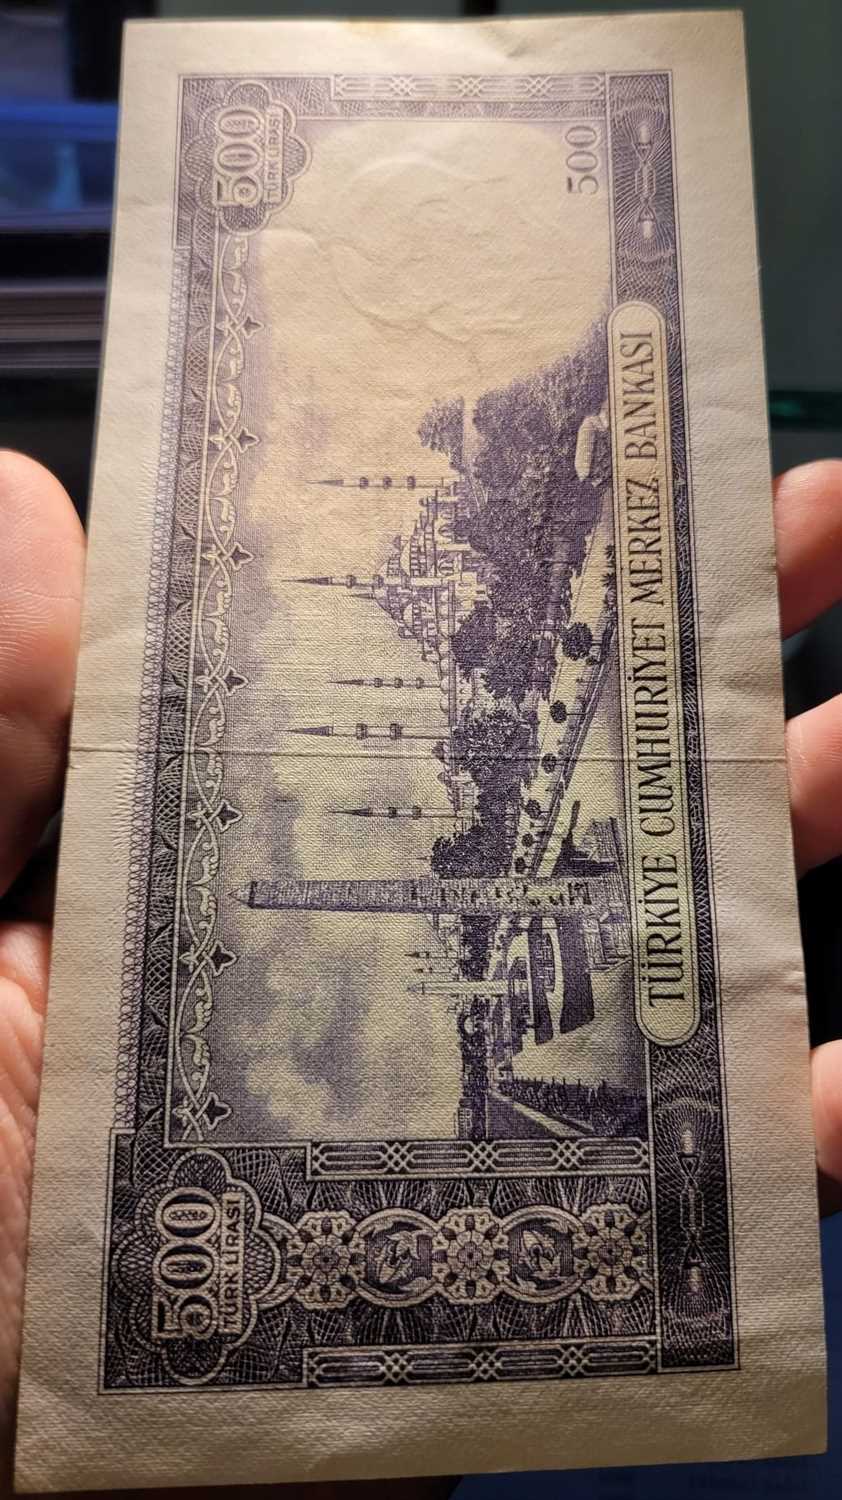 500
TÜRK LİRASI
500
TÜRK LİRASI
500
TÜRKİYE CUMHURİYET MERKEZ BANKASI